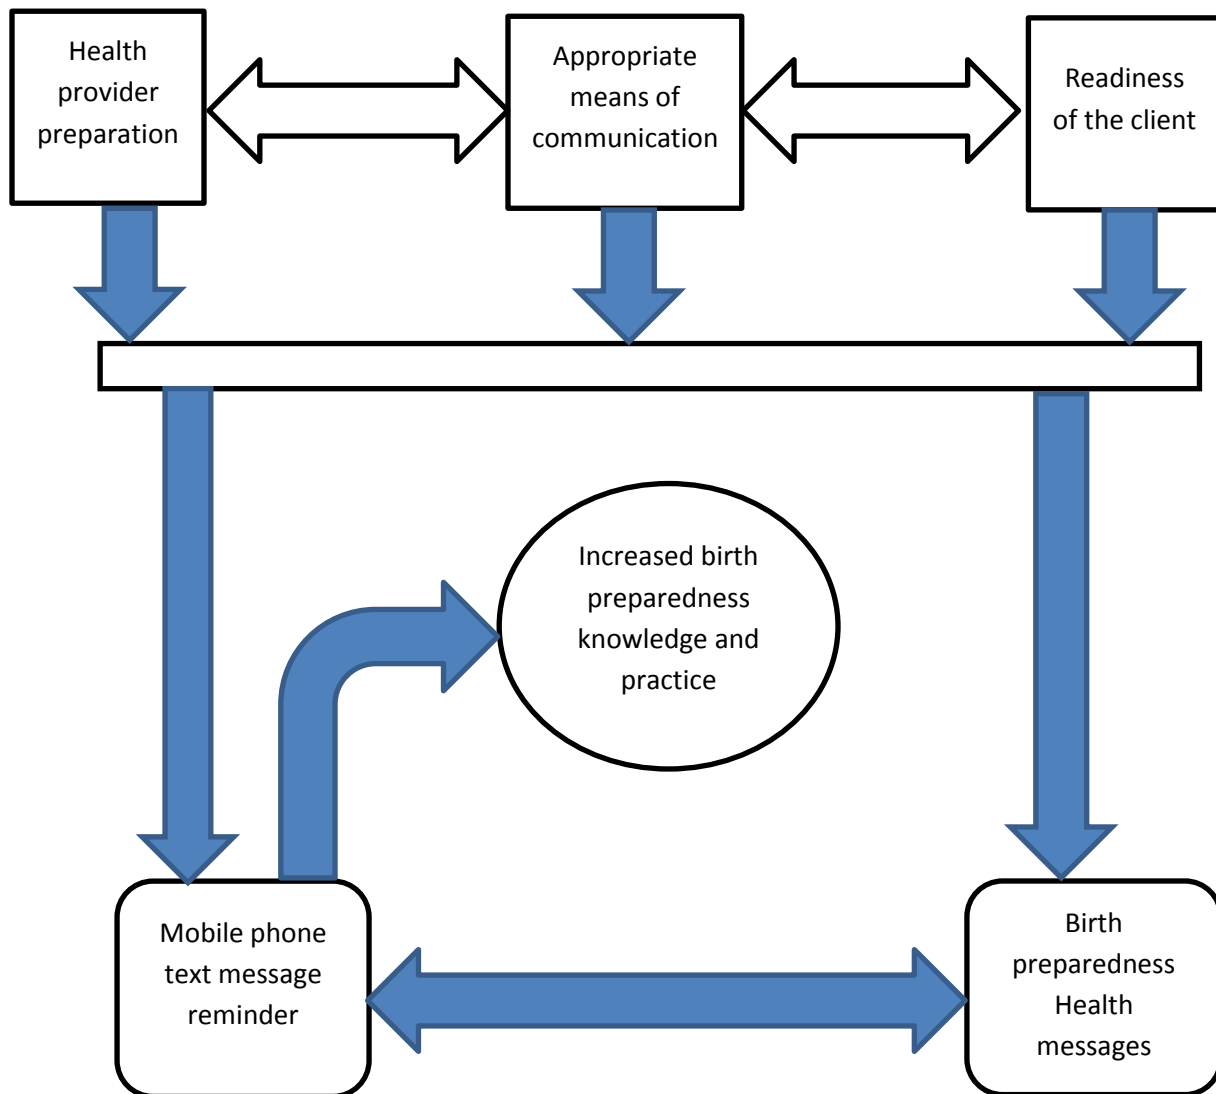 Health
provider
preparation
Appropriate
means of
communication
Readiness
of the client
Increased birth
preparedness
knowledge and
practice
Mobile phone
text message
reminder
Birth
preparedness
Health
messages